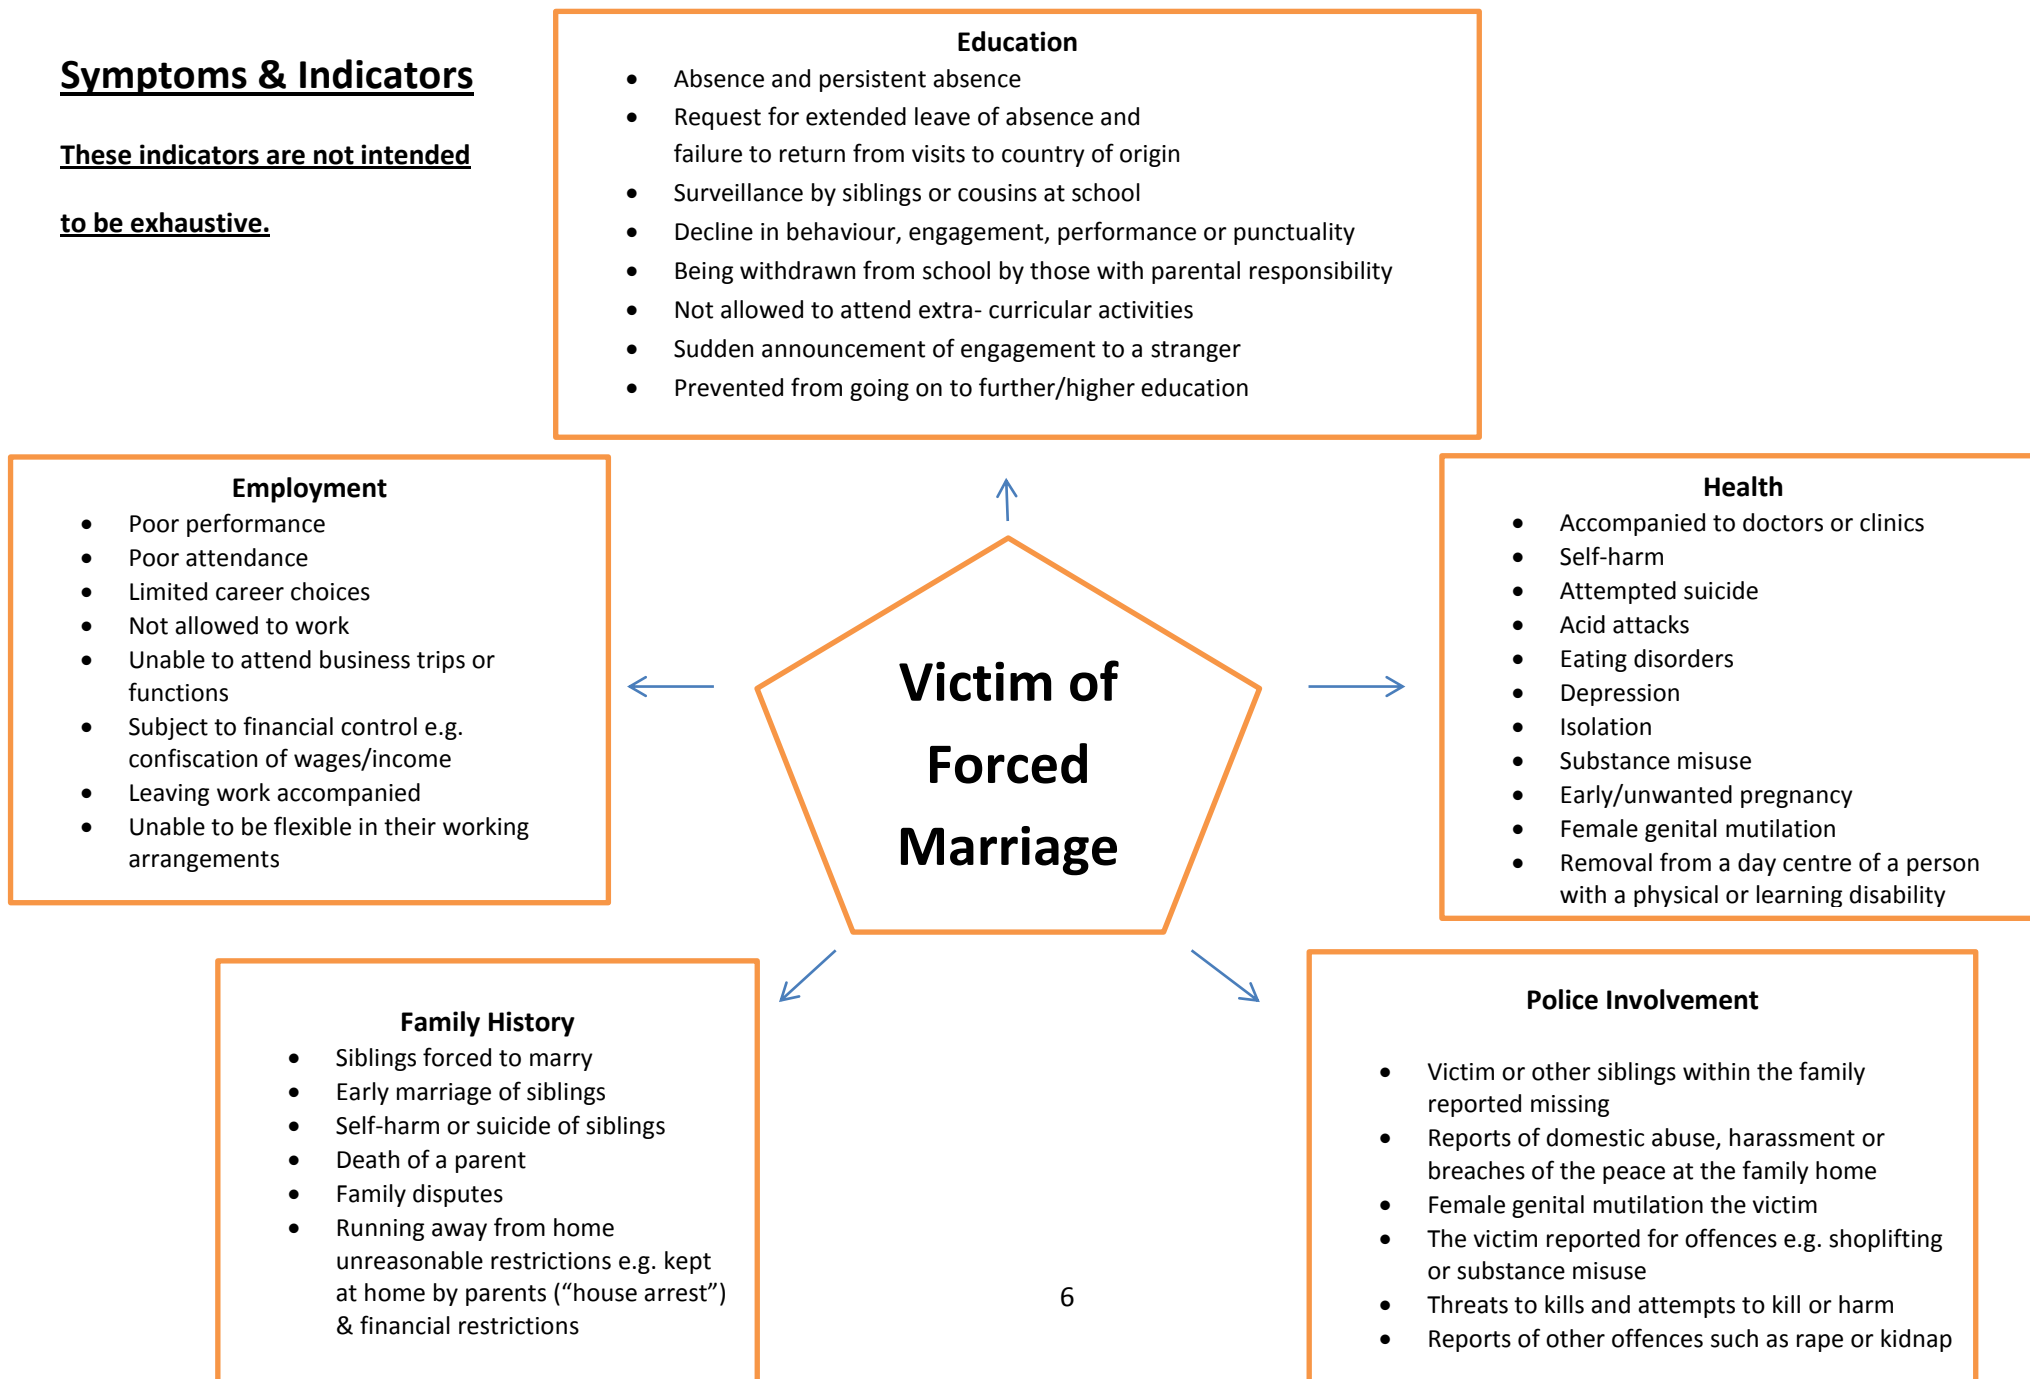 Symptoms & Indicators
These indicators are not intended
to be exhaustive.
Education
• Absence and persistent absence
• Request for extended leave of absence and
failure to return from visits to country of origin
• Surveillance by siblings or cousins at school
• Decline in behaviour, engagement, performance or punctuality
• Being withdrawn from school by those with parental responsibility
• Not allowed to attend extra- curricular activities
• Sudden announcement of engagement to a stranger
• Prevented from going on to further/higher education
Employment
• Poor performance
• Poor attendance
• Limited career choices
• Not allowed to work
• Unable to attend business trips or
functions
• Subject to financial control e.g.
confiscation of wages/income
• Leaving work accompanied
• Unable to be flexible in their working
arrangements
Victim of
Forced
Marriage
Health
• Accompanied to doctors or clinics
• Self-harm
• Attempted suicide
• Acid attacks
• Eating disorders
• Depression
• Isolation
• Substance misuse
• Early/unwanted pregnancy
• Female genital mutilation
• Removal from a day centre of a person
with a physical or learning disability
Family History
• Siblings forced to marry
• Early marriage of siblings
• Self-harm or suicide of siblings
• Death of a parent
• Family disputes
• Running away from home
unreasonable restrictions e.g. kept
at home by parents (“house arrest”)
& financial restrictions
Police Involvement
• Victim or other siblings within the family
reported missing
• Reports of domestic abuse, harassment or
breaches of the peace at the family home
• Female genital mutilation the victim
• The victim reported for offences e.g. shoplifting
or substance misuse
• Threats to kills and attempts to kill or harm
• Reports of other offences such as rape or kidnap
6